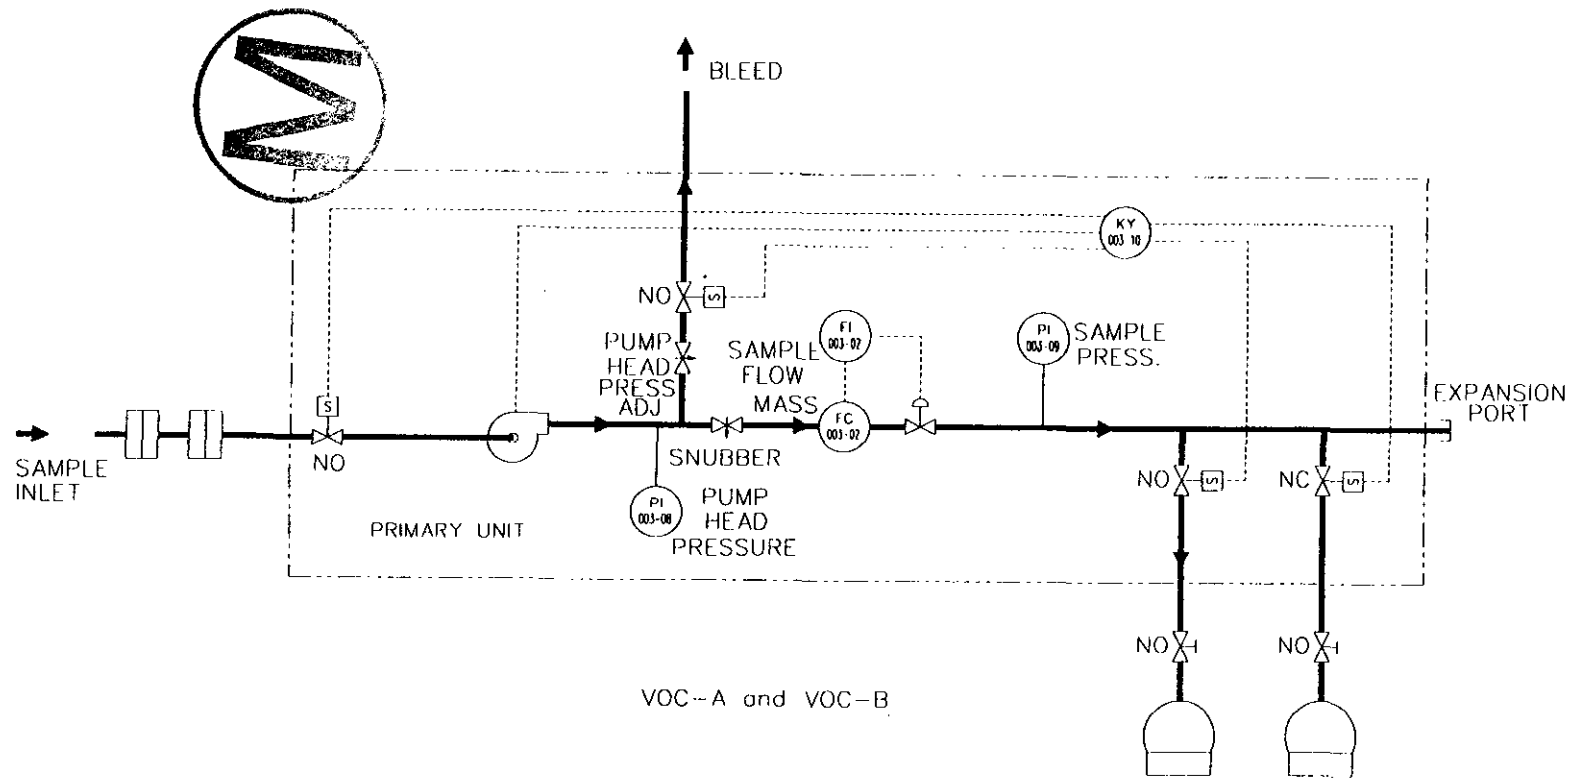 BLEED
KY
003 10
NO
S
PUMP
HEAD
PRESS
ADJ
SAMPLE
FLOW
MASS
FI
003-02
PI
003-09
SAMPLE
PRESS.
EXPANSION
PORT
S
NO
SAMPLE
INLET
FC
003-02
SNUBBER
PI
003-08
PUMP
HEAD
PRESSURE
NO
S
NC
S
PRIMARY UNIT
NO
NO
VOC-A and VOC-B